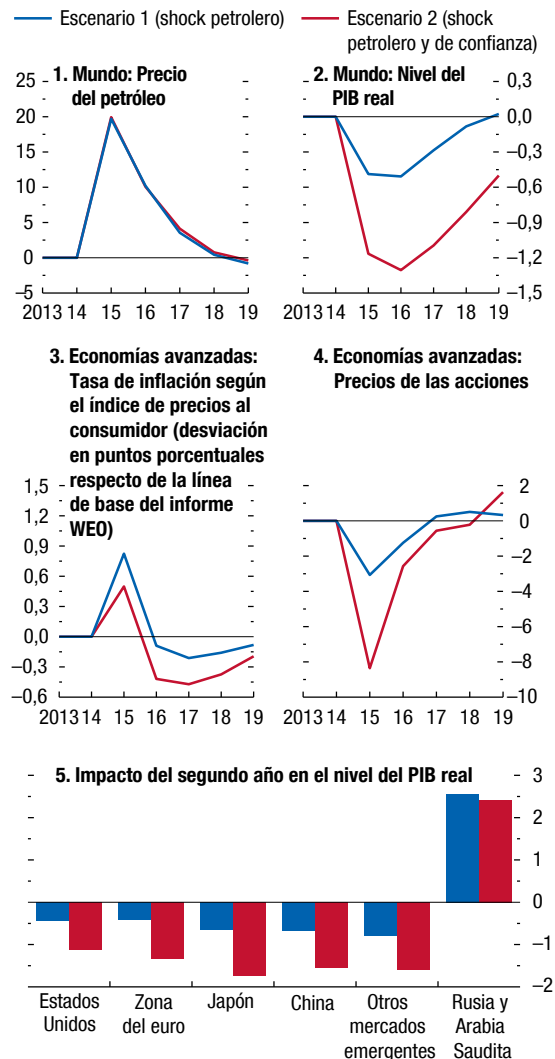 Escenario 1 (shock petrolero)
Escenario 2 (shock
petrolero y de confianza)
1. Mundo: Precio
del petróleo
25
20
15
10
5
0
–5
2013 14 15 16 17 18 19
2. Mundo: Nivel del
PIB real
0,3
0,0
–0,3
–0,6
–0,9
–1,2
–1,5
2013 14 15 16 17 18 19
3. Economías avanzadas:
Tasa de inflación según
el índice de precios al
consumidor (desviación
en puntos porcentuales
respecto de la línea
de base del informe
WEO)
1,5
1,2
0,9
0,6
0,3
0,0
–0,3
–0,6
2013 14 15 16 17 18 19
4. Economías avanzadas:
Precios de las acciones
2
0
–2
–4
–6
–8
–10
2013 14 15 16 17 18 19
5. Impacto del segundo año en el nivel del PIB real
3
2
1
0
–1
–2
Estados
Unidos
Zona
del euro
Japón
China
Otros
mercados
emergentes
Rusia y
Arabia
Saudita